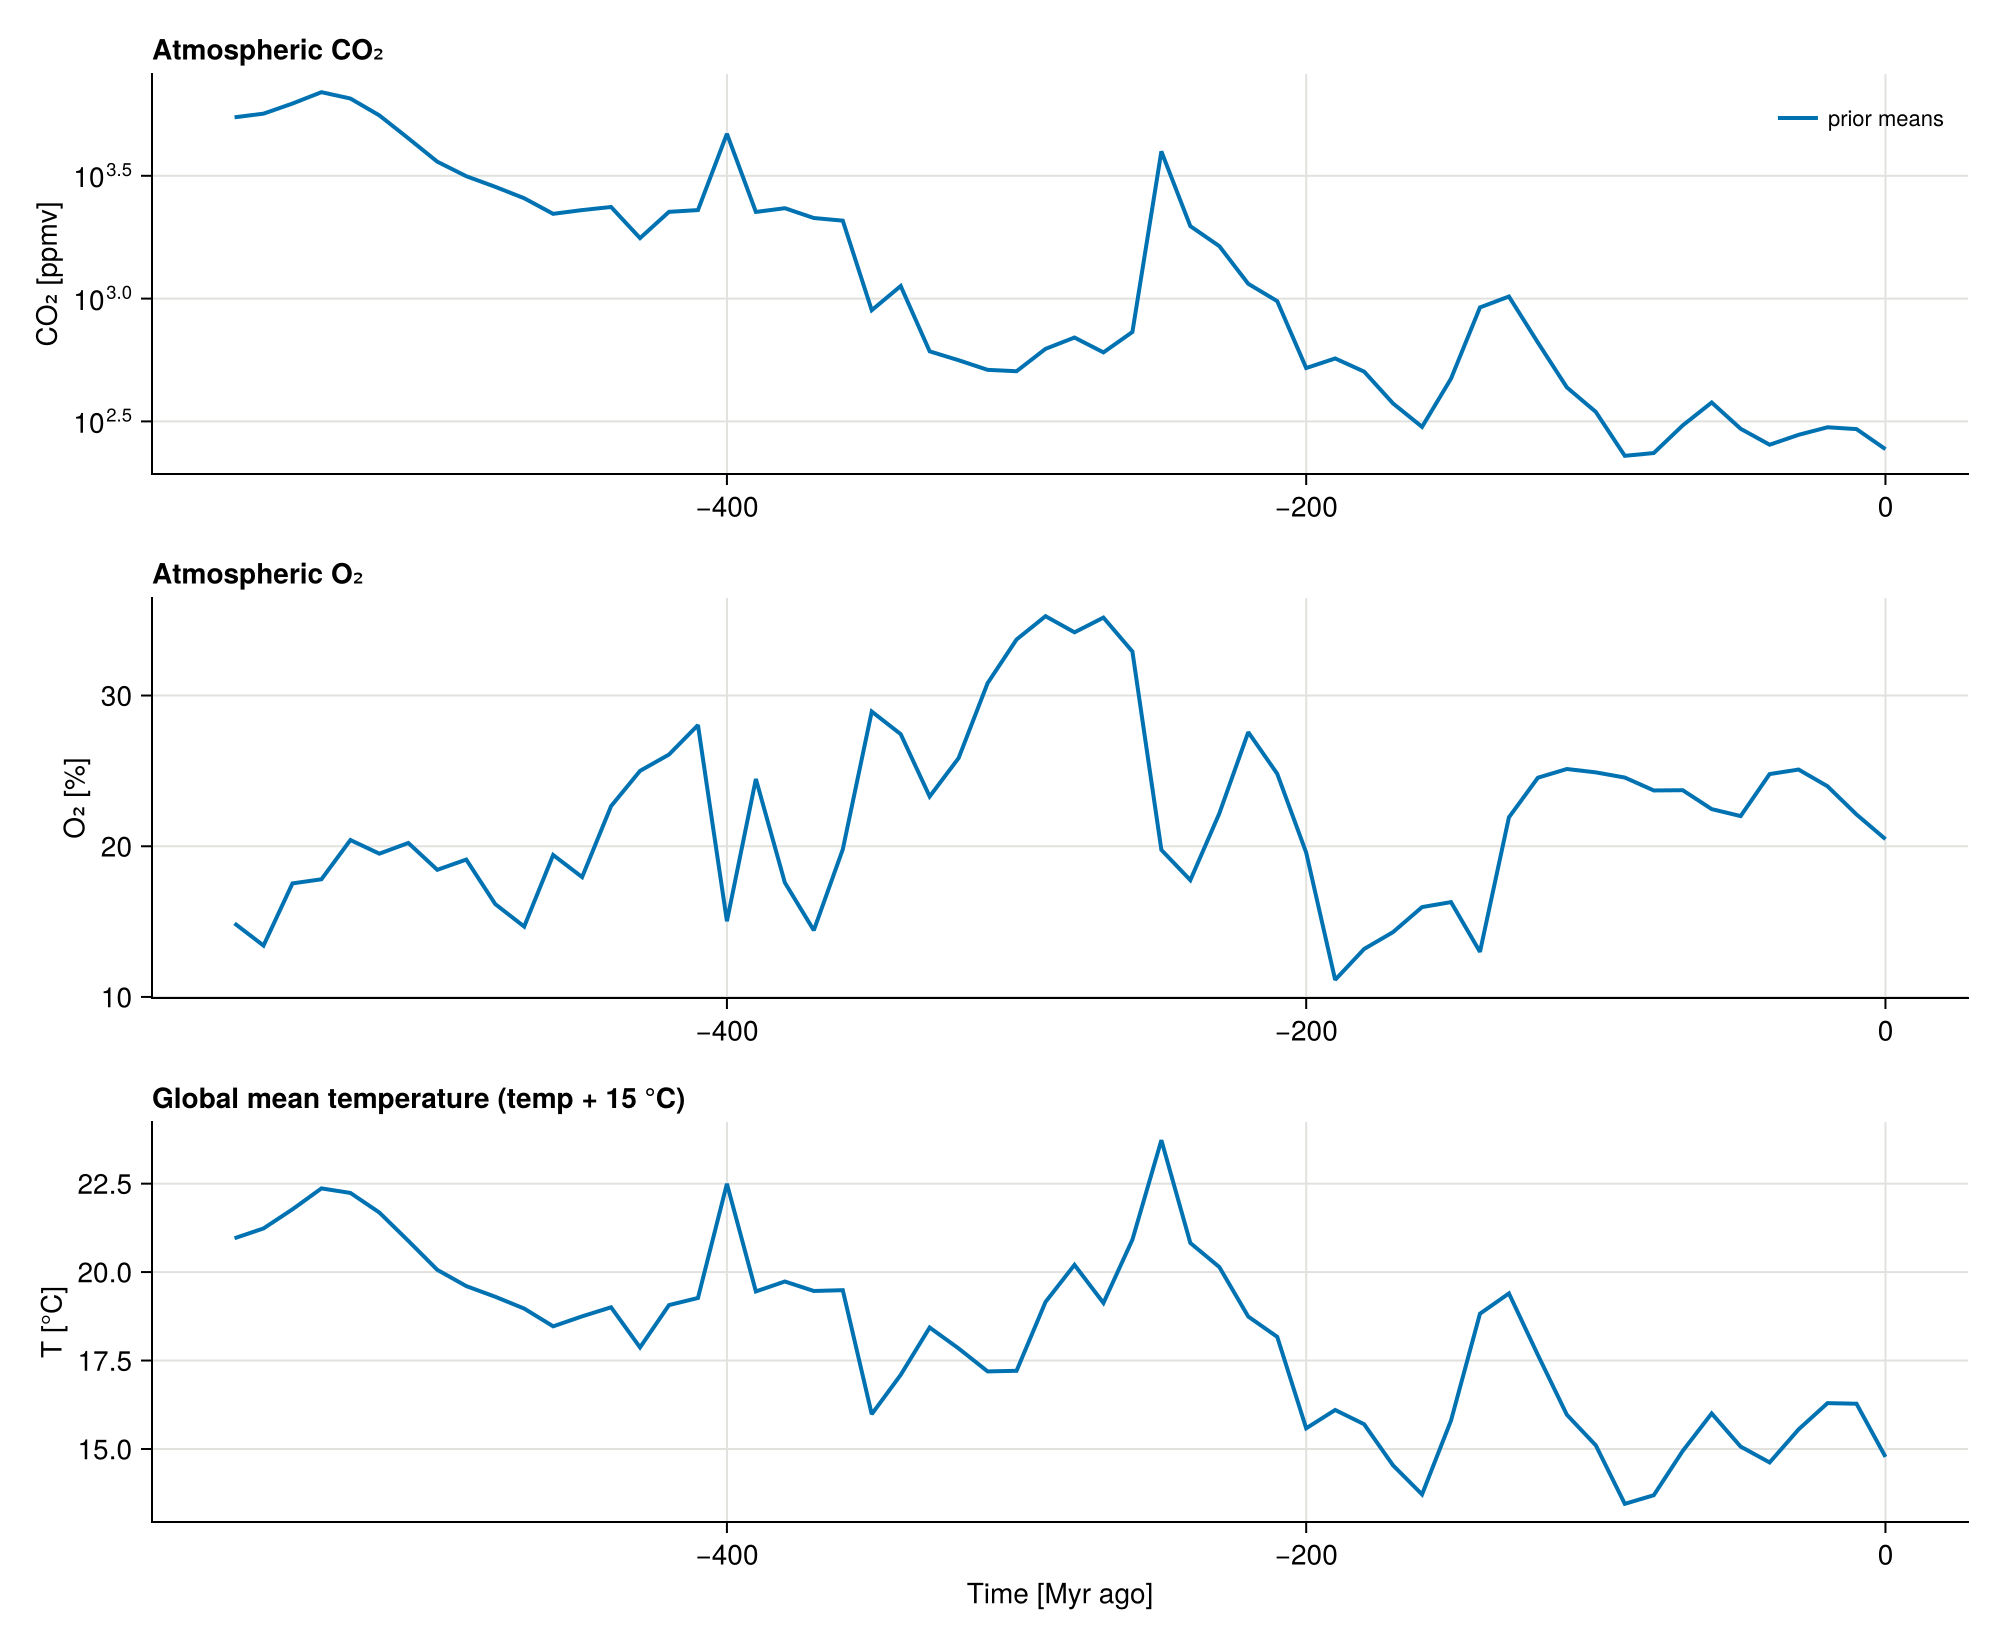 Atmospheric CO₂
CO₂ [ppmv]
10^3.5
10^3.0
10^2.5
prior means
−400
−200
0
Atmospheric O₂
O₂ [%]
30
20
10
−400
−200
0
Global mean temperature (temp + 15 °C)
T [°C]
22.5
20.0
17.5
15.0
−400
−200
0
Time [Myr ago]